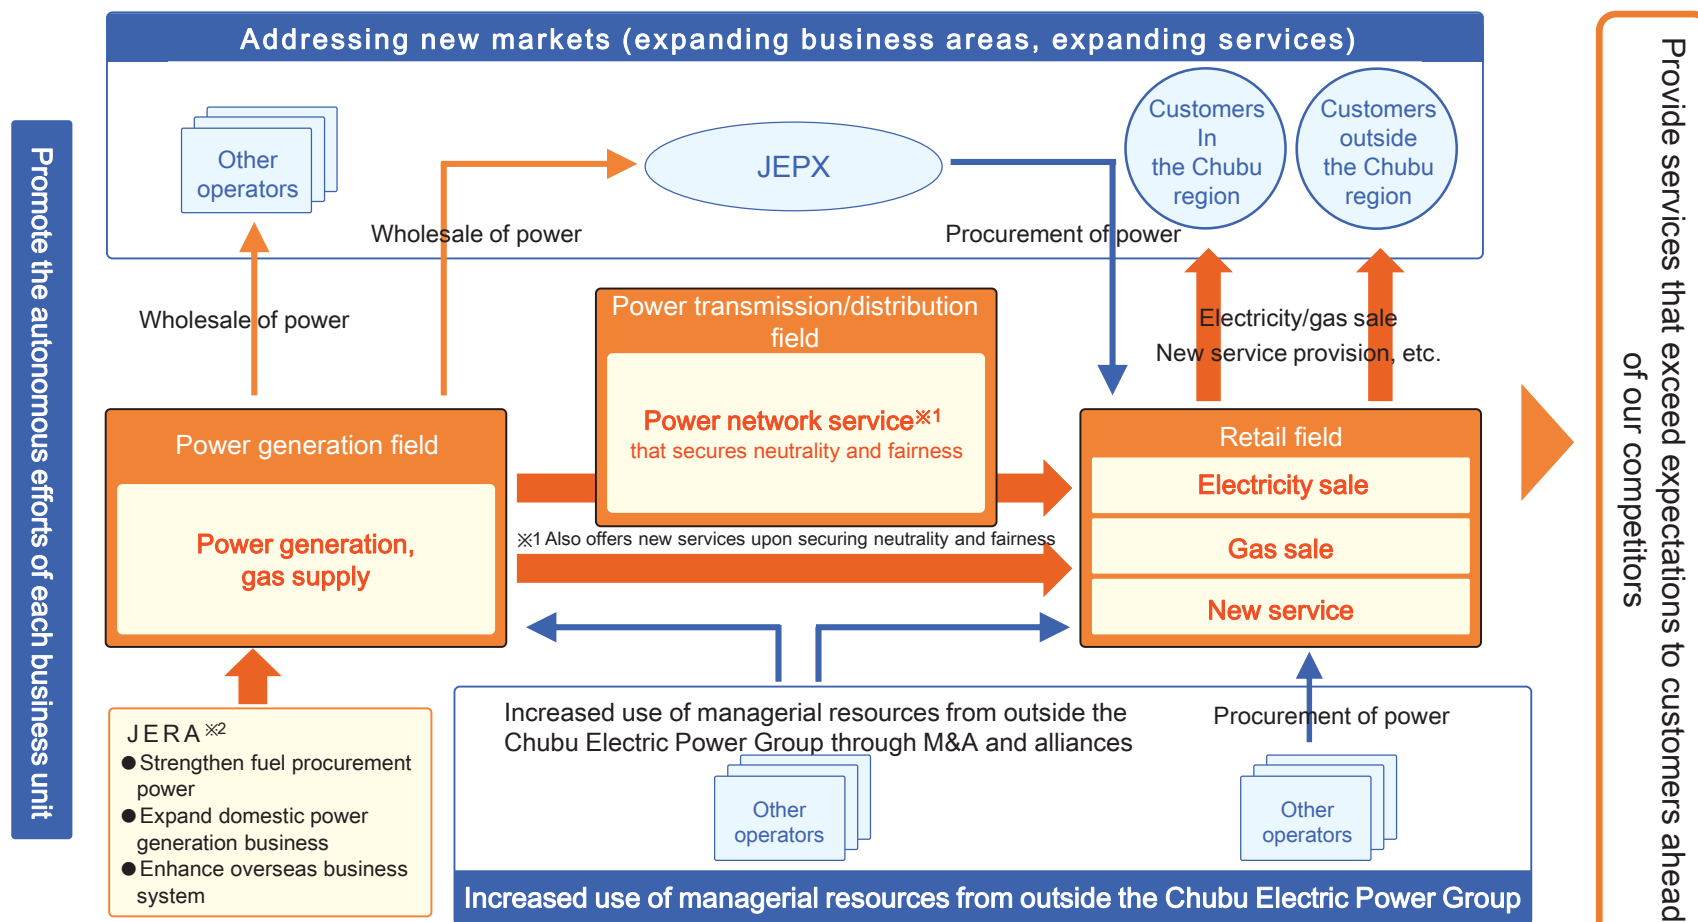 Addressing new markets (expanding business areas, expanding services)
Promote the autonomous efforts of each business unit
Other
operators
JEPX
Customers
In
the Chubu
region
Customers
outside
the Chubu
region
Wholesale of power
Procurement of power
Wholesale of power
Electricity/gas sale
New service provision, etc.
Power transmission/distribution
field
Power network service※1
that secures neutrality and fairness
Power generation field
Power generation,
gas supply
※1 Also offers new services upon securing neutrality and fairness
Retail field
Electricity sale
Gas sale
New service
JERA※2
●Strengthen fuel procurement
power
●Expand domestic power
generation business
●Enhance overseas business
system
Increased use of managerial resources from outside the
Chubu Electric Power Group through M&A and alliances
Procurement of power
Other
operators
Other
operators
Increased use of managerial resources from outside the Chubu Electric Power Group
Provide services that exceed expectations to customers ahead
of our competitors